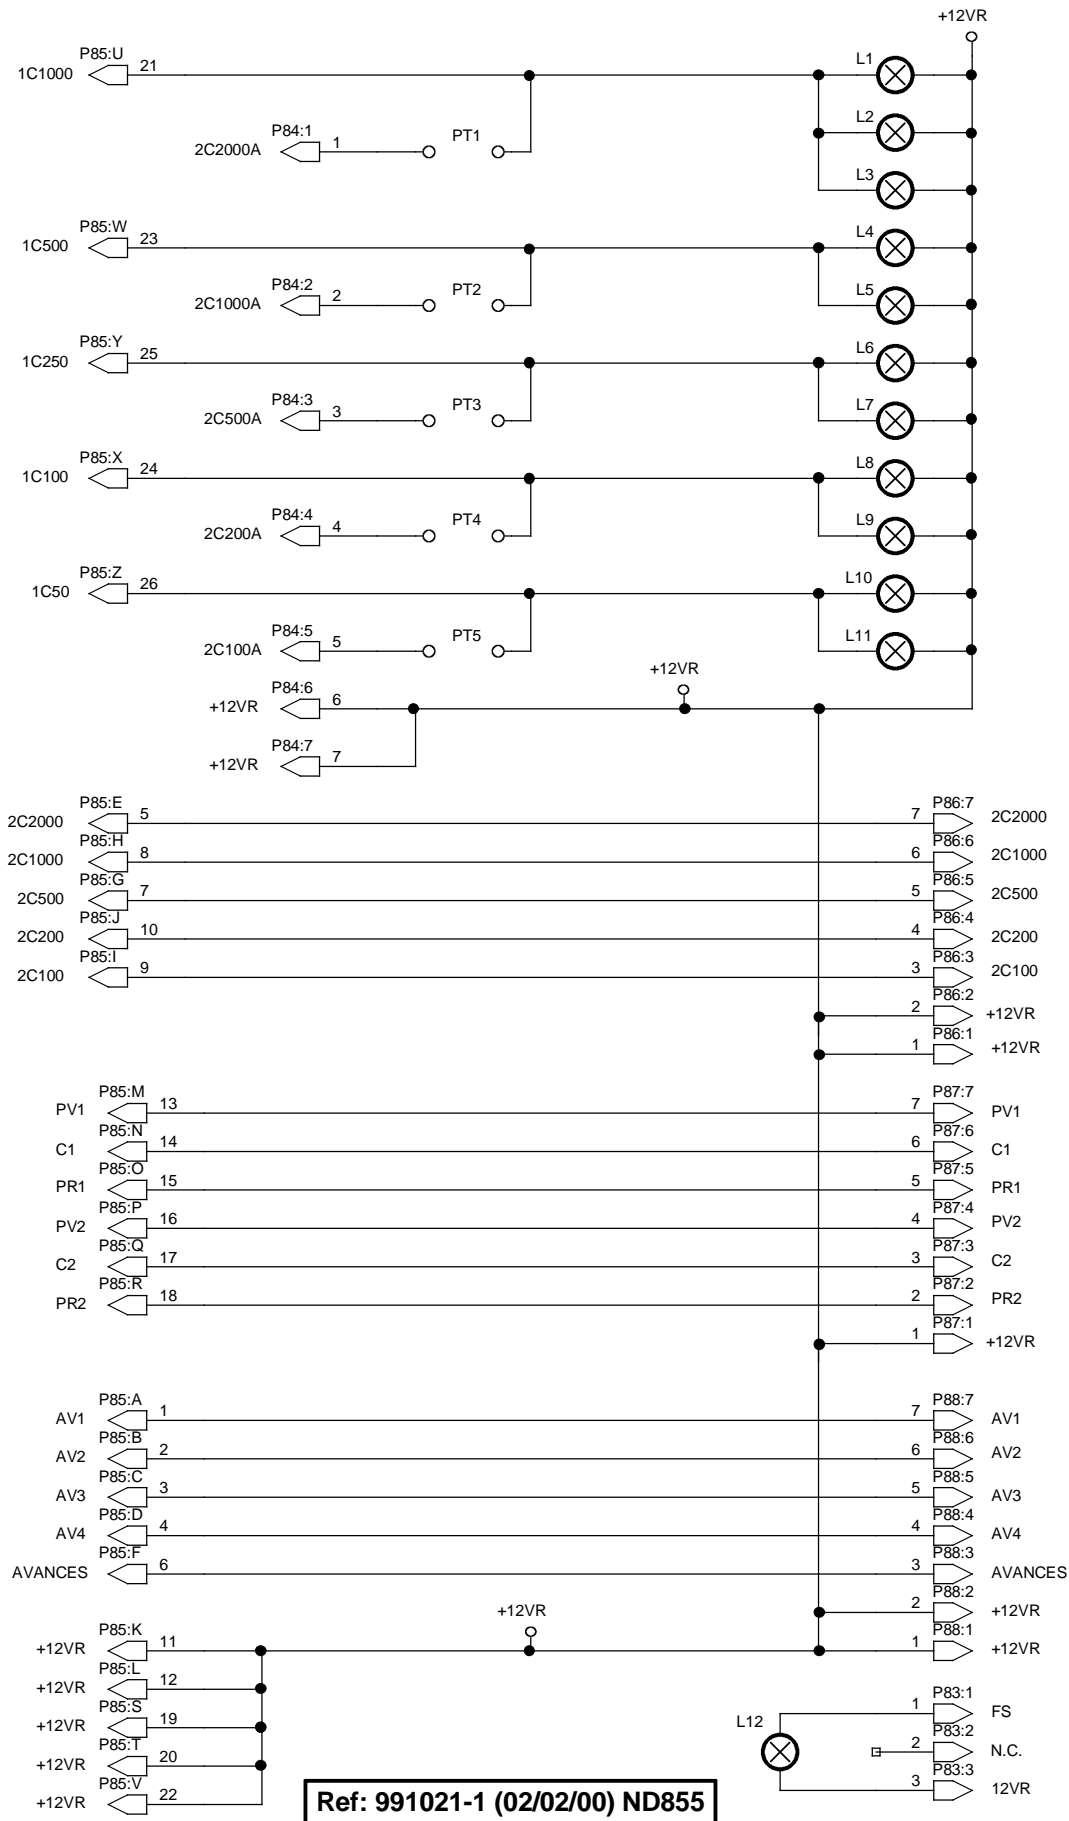 +12VR
P85:U
1C1000 21 L1
L2
P84:1
2C2000A 1 PT1
L3
P85:W
1C500 23 L4
P84:2
2C1000A 2 PT2 L5
P85:Y
1C250 25 L6
P84:3
2C500A 3 PT3 L7
P85:X
1C100 24 L8
P84:4
2C200A 4 PT4 L9
P85:Z
1C50 26 L10
P84:5
2C100A 5 PT5 L11
+12VR
P84:6
+12VR 6
P84:7
+12VR 7
P85:E P86:7
2C2000 5 7 2C2000
P85:H P86:6
2C1000 8 6 2C1000
P85:G P86:5
2C500 7 5 2C500
P85:J P86:4
2C200 10 4 2C200
P85:I P86:3
2C100 9 3 2C100
P86:2
2 +12VR
P86:1
1 +12VR
P85:M P87:7
PV1 13 7 PV1
P85:N P87:6
C1 14 6 C1
P85:O P87:5
PR1 15 5 PR1
P85:P P87:4
PV2 16 4 PV2
P85:Q P87:3
C2 17 3 C2
P85:R P87:2
PR2 18 2 PR2
P87:1
1 +12VR
P85:A P88:7
AV1 1 7 AV1
P85:B P88:6
AV2 2 6 AV2
P85:C P88:5
AV3 3 5 AV3
P85:D P88:4
AV4 4 4 AV4
P85:F P88:3
AVANCES 6 3 AVANCES
P88:2
+12VR 2 +12VR
P85:K P88:1
+12VR 11 1 +12VR
P85:L
+12VR 12
P85:S P83:1
+12VR 19 L12 1 FS
P85:T P83:2
+12VR 20 2 N.C.
P85:V P83:3
+12VR 22 3 12VR
Ref: 991021-1 (02/02/00) ND855